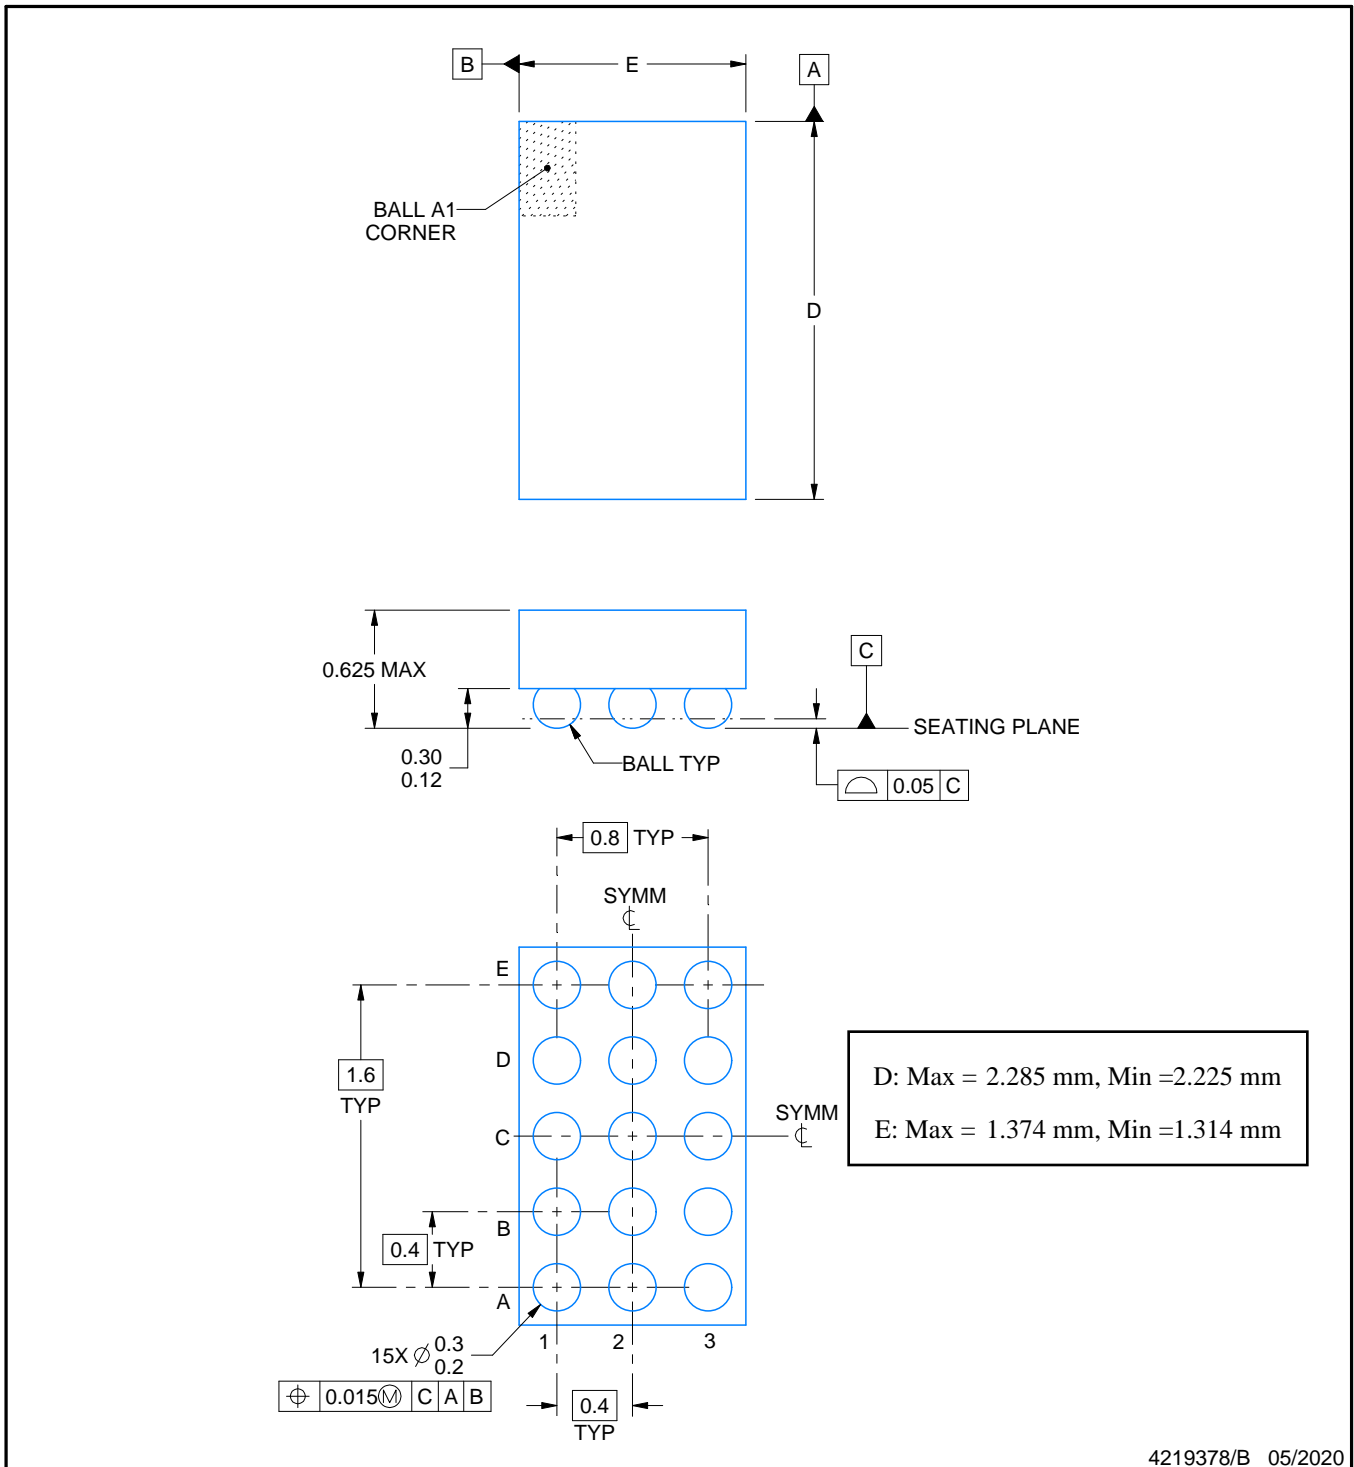 B
E
A
BALL A1
CORNER
D
0.625 MAX
C
SEATING PLANE
0.30
0.12
BALL TYP
0.05 C
0.8 TYP
SYMM
E
D
1.6
TYP
D: Max = 2.285 mm, Min =2.225 mm
SYMM
C
E: Max = 1.374 mm, Min =1.314 mm
B
0.4 TYP
A
1 2 3
15X ∅ 0.3
0.2
⌖ 0.015Ⓜ C A B
0.4
TYP
4219378/B 05/2020